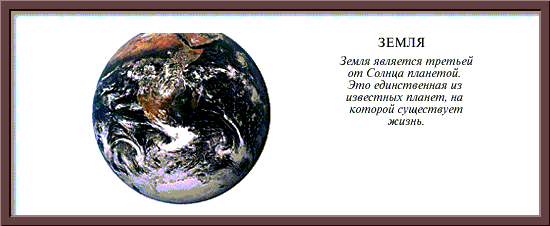 ЗЕМЛЯ
Земля является третьей
от Солнца планетой.
Это единственная из
известных планет, на
которой существует
жизнь.